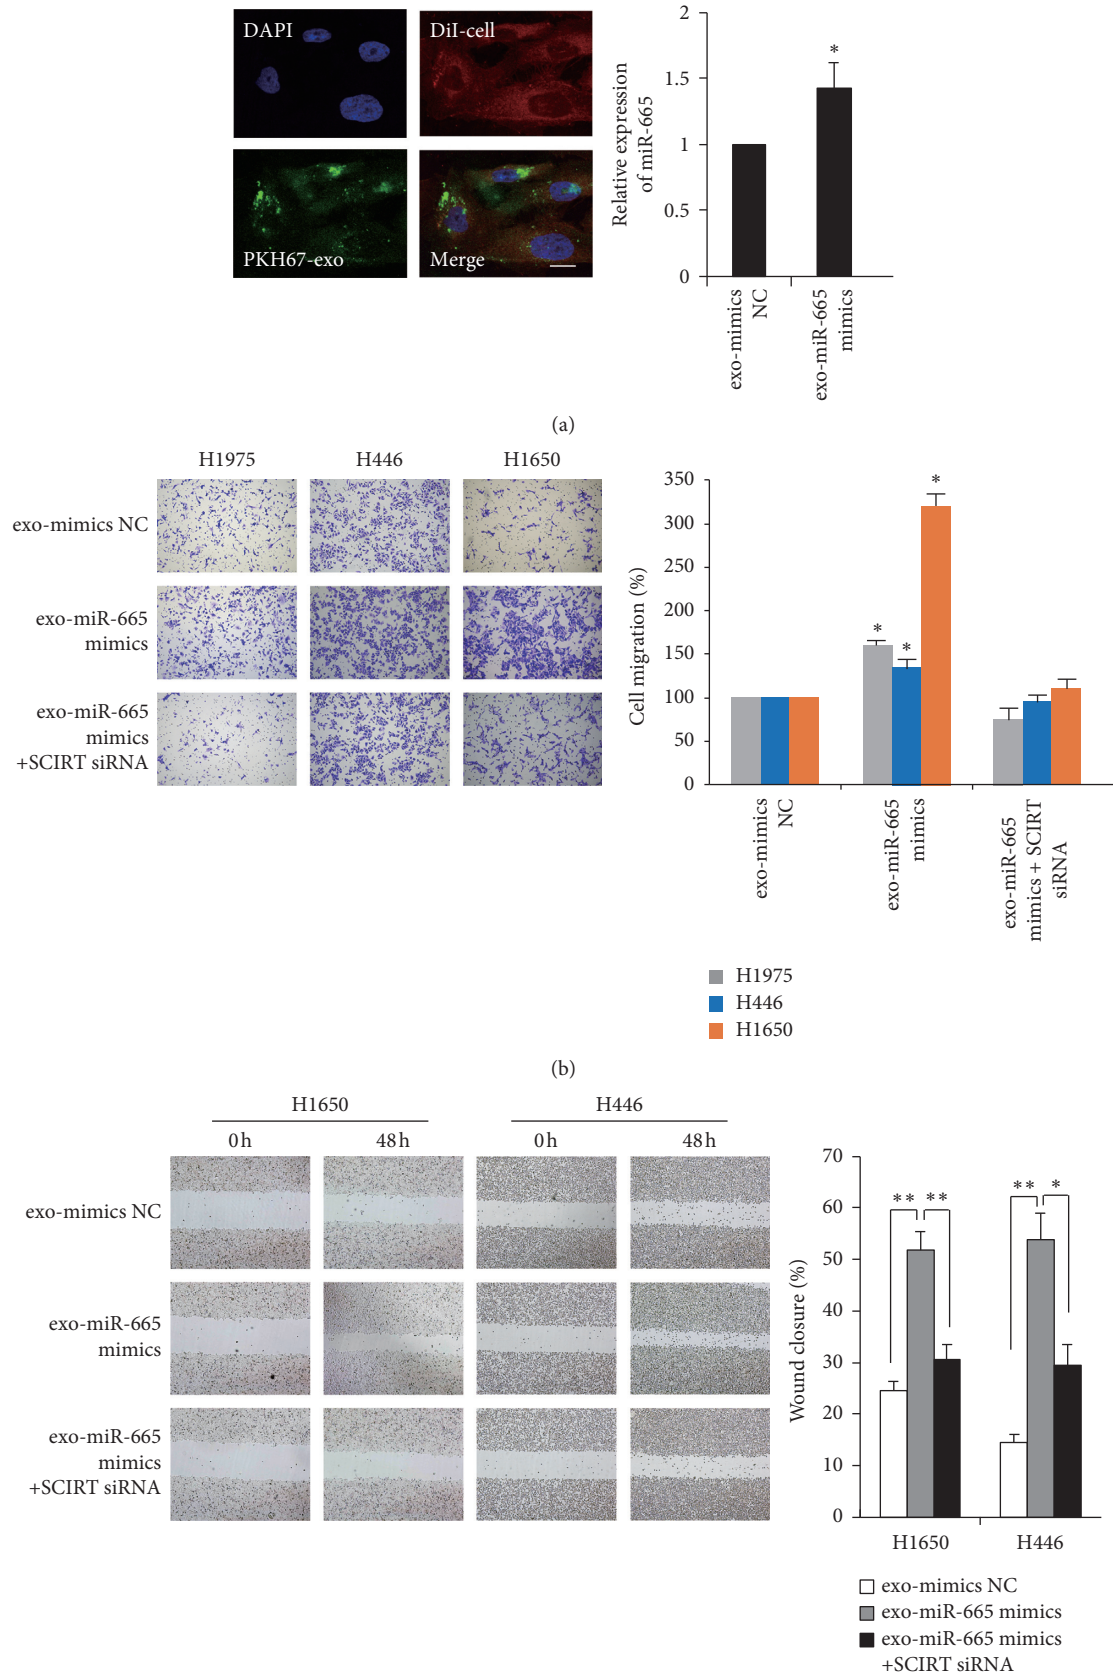 DAPI
DiI-cell
PKH67-exo
Merge
Relative expression
of miR-665
2
1.5
1
0.5
0
*
exo-mimics
NC
exo-miR-665
mimics
(a)
H1975
H446
H1650
exo-mimics NC
exo-miR-665
mimics
exo-miR-665
mimics
+SCIRT siRNA
Cell migration (%)
350
300
250
200
150
100
50
0
*
*
*
exo-mimics
NC
exo-miR-665
mimics
exo-miR-665
mimics + SCIRT
siRNA
H1975
H446
H1650
(b)
H1650
H446
0h
48h
0h
48h
exo-mimics NC
exo-miR-665
mimics
exo-miR-665
mimics
+SCIRT siRNA
Wound closure (%)
70
60
50
40
30
20
10
0
** **
** *
H1650
H446
exo-mimics NC
exo-miR-665 mimics
exo-miR-665 mimics
+SCIRT siRNA